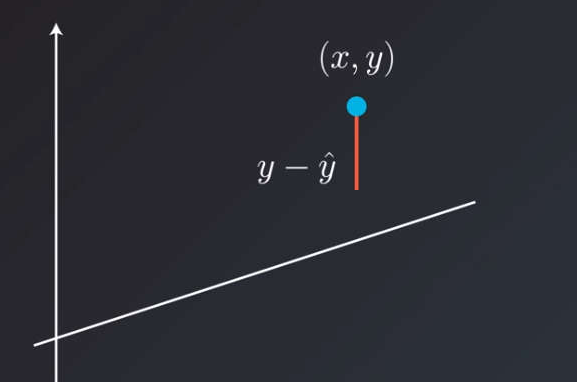 (x, y)
y − ŷ